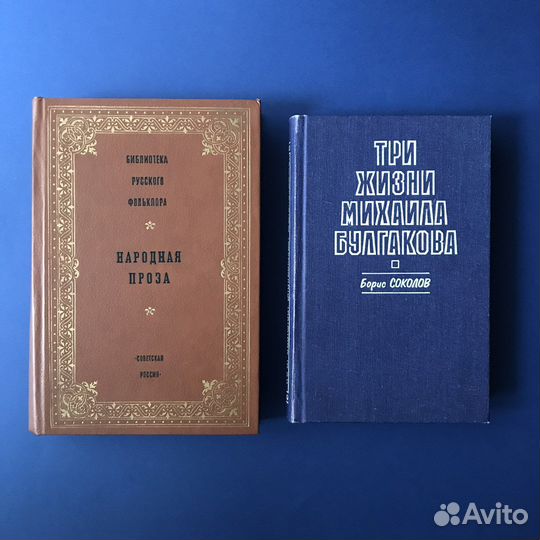 БИБЛИОТЕКА
РУССКОГО
ФОЛЬКЛОРА
НАРОДНАЯ
ПРОЗА
«СОВЕТСКАЯ
РОССИЯ»
ТРИ
ЖИЗНИ
МИХАИЛА
БУЛГАКОВА
Борис СОКОЛОВ
Avito